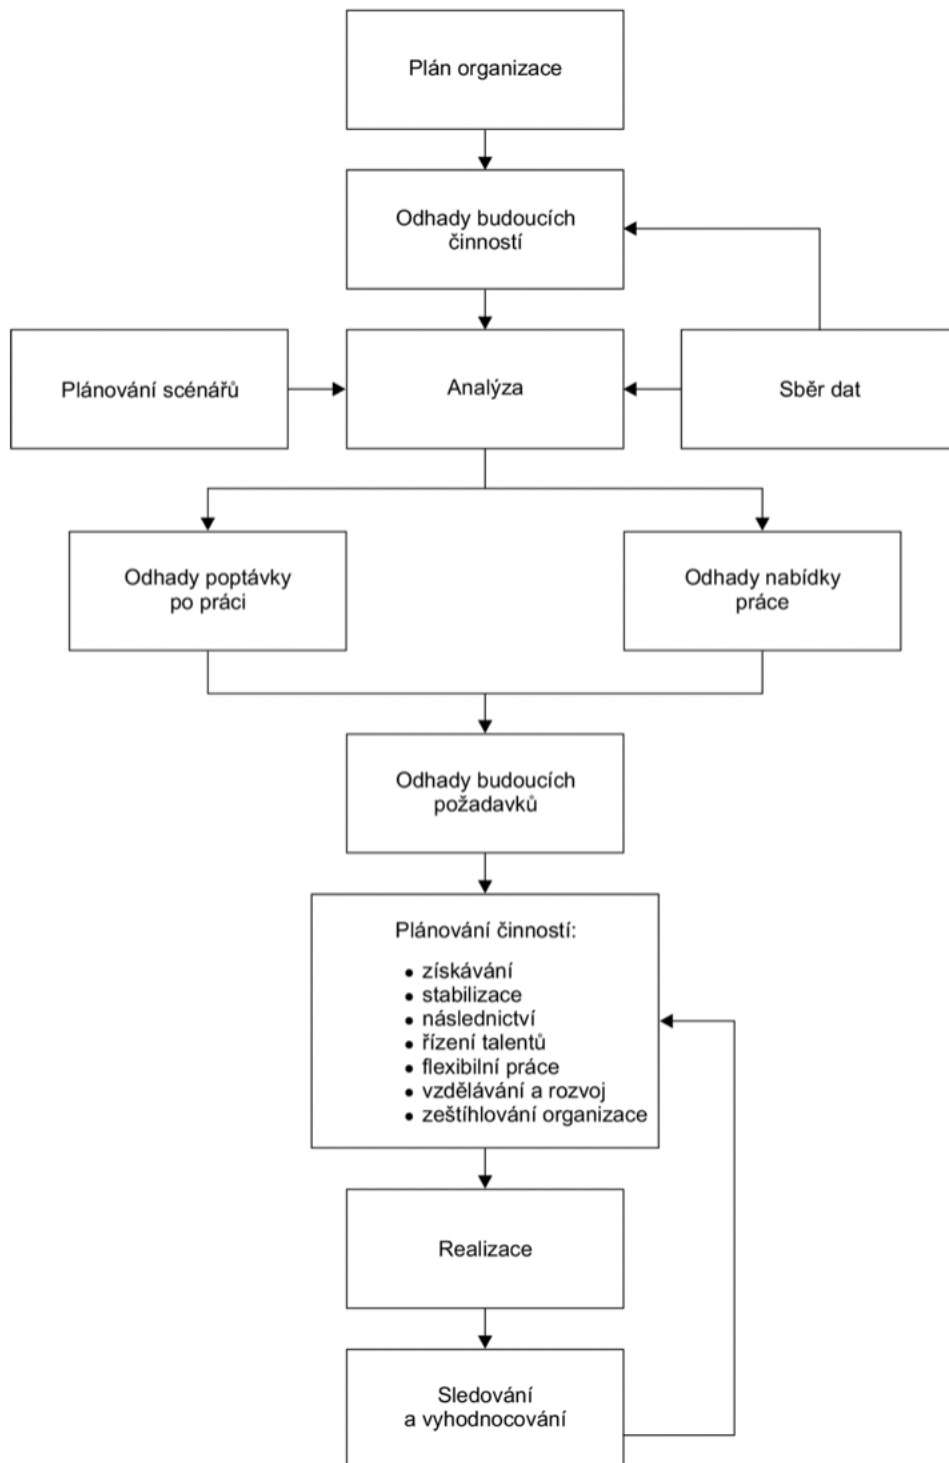 Plán organizace
Odhady budoucích
činností
Plánování scénářů
Analýza
Sběr dat
Odhady poptávky
po práci
Odhady nabídky
práce
Odhady budoucích
požadavků
Plánování činností:
• získávání
• stabilizace
• následnictví
• řízení talentů
• flexibilní práce
• vzdělávání a rozvoj
• zeštíhlování organizace
Realizace
Sledování
a vyhodnocování